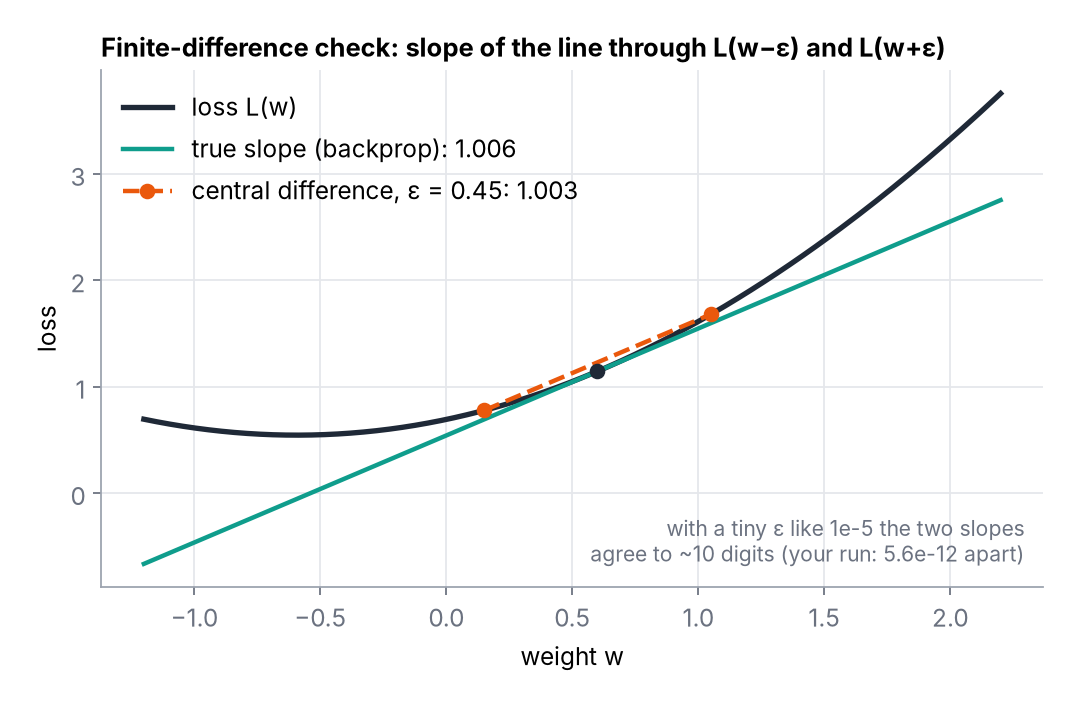 Finite-difference check: slope of the line through L(w−ε) and L(w+ε)
loss L(w)
true slope (backprop): 1.006
central difference, ε = 0.45: 1.003
3
2
1
0
loss
with a tiny ε like 1e-5 the two slopes
agree to ~10 digits (your run: 5.6e-12 apart)
−1.0
−0.5
0.0
0.5
1.0
1.5
2.0
weight w